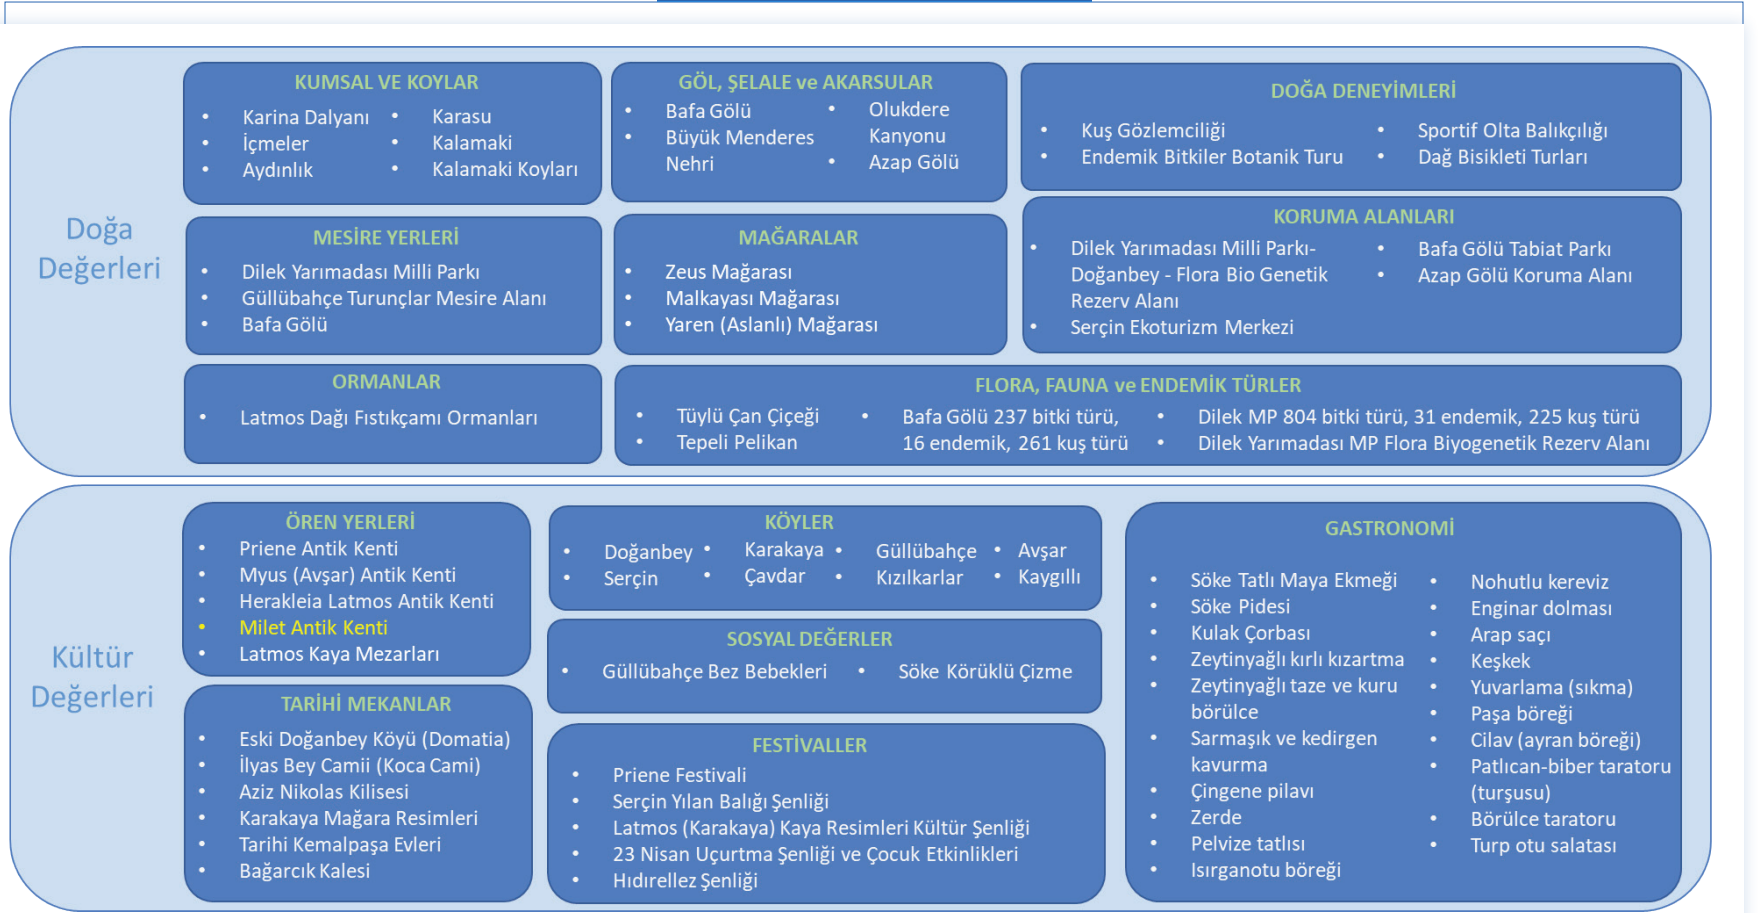 Doğa
Değerleri
KUMSAL VE KOYLAR
• Karina Dalyanı
• İçmeler
• Aydınlık
• Karasu
• Kalamaki
• Kalamaki Koyları
GÖL, ŞELALE ve AKARSULAR
• Bafa Gölü
• Büyük Menderes
Nehri
• Olukdere
Kanyonu
• Azap Gölü
DOĞA DENEYİMLERİ
• Kuş Gözlemciliği
• Endemik Bitkiler Botanik Turu
• Sportif Olta Balıkçılığı
• Dağ Bisikleti Turları
MESİRE YERLERİ
• Dilek Yarımadası Milli Parkı
• Güllübahçe Turunçlar Mesire Alanı
• Bafa Gölü
MAĞARALAR
• Zeus Mağarası
• Malkayası Mağarası
• Yaren (Aslanlı) Mağarası
KORUMA ALANLARI
• Dilek Yarımadası Milli Parkı-
Doğanbey - Flora Bio Genetik
Rezerv Alanı
• Serçin Ekoturizm Merkezi
• Bafa Gölü Tabiat Parkı
• Azap Gölü Koruma Alanı
ORMANLAR
• Latmos Dağı Fıstıkçamı Ormanları
FLORA, FAUNA ve ENDEMİK TÜRLER
• Tüylü Çan Çiçeği
• Tepeli Pelikan
• Bafa Gölü 237 bitki türü,
16 endemik, 261 kuş türü
• Dilek MP 804 bitki türü, 31 endemik, 225 kuş türü
• Dilek Yarımadası MP Flora Biyogenetik Rezerv Alanı
Kültür
Değerleri
ÖREN YERLERİ
• Priene Antik Kenti
• Myus (Avşar) Antik Kenti
• Herakleia Latmos Antik Kenti
• Milet Antik Kenti
• Latmos Kaya Mezarları
TARİHİ MEKANLAR
• Eski Doğanbey Köyü (Domatia)
• İlyas Bey Camii (Koca Cami)
• Aziz Nikolas Kilisesi
• Karakaya Mağara Resimleri
• Tarihi Kemalpaşa Evleri
• Bağarcık Kalesi
KÖYLER
• Doğanbey
• Serçin
• Karakaya
• Çavdar
• Güllübahçe
• Kızılkarlar
• Avşar
• Kaygıllı
SOSYAL DEĞERLER
• Güllübahçe Bez Bebekleri
• Söke Körüklü Çizme
FESTİVALLER
• Priene Festivali
• Serçin Yılan Balığı Şenliği
• Latmos (Karakaya) Kaya Resimleri Kültür Şenliği
• 23 Nisan Uçurtma Şenliği ve Çocuk Etkinlikleri
• Hıdırellez Şenliği
GASTRONOMİ
• Söke Tatlı Maya Ekmeği
• Söke Pidesi
• Kulak Çorbası
• Zeytinyağlı kırlı kızartma
• Zeytinyağlı taze ve kuru
börülce
• Sarmaşık ve kedirgen
kavurma
• Çingene pilavı
• Zerde
• Pelvize tatlısı
• Isırganotu böreği
• Nohutlu kereviz
• Enginar dolması
• Arap saçı
• Keşkek
• Yuvarlama (sıkma)
• Paşa böreği
• Cilav (ayran böreği)
• Patlıcan-biber taratoru
(turşusu)
• Börülce taratoru
• Turp otu salatası